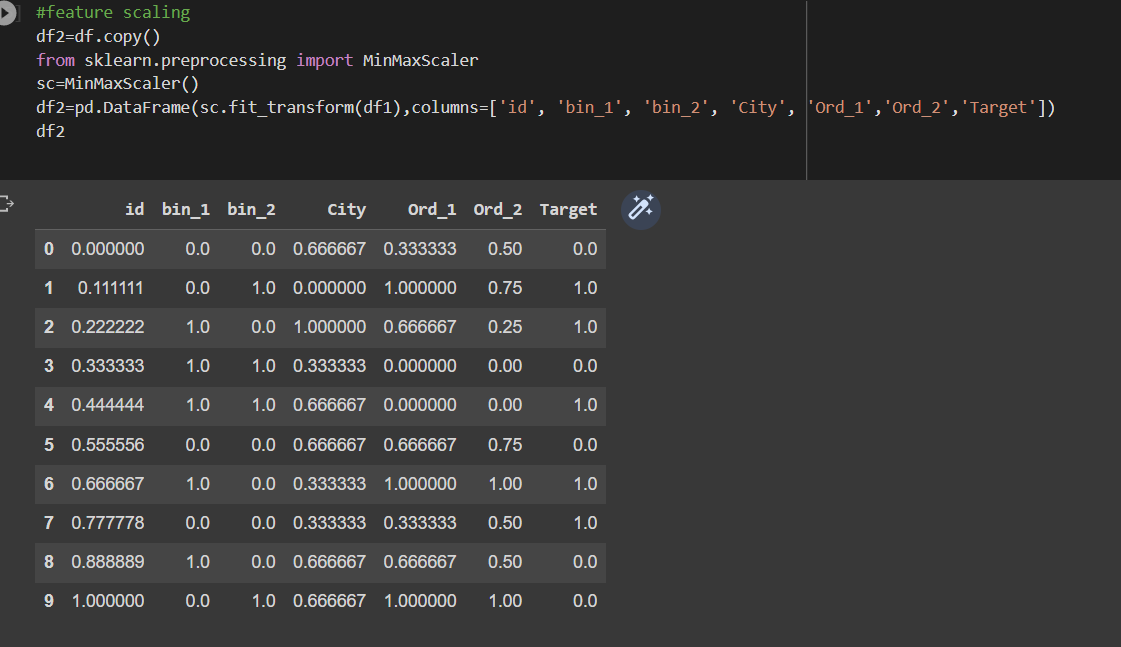 #feature scaling
df2=df.copy()
from sklearn.preprocessing import MinMaxScaler
sc=MinMaxScaler()
df2=pd.DataFrame(sc.fit_transform(df1),columns=['id', 'bin_1', 'bin_2', 'City', 'Ord_1','Ord_2','Target'])
df2
id bin_1 bin_2 City Ord_1 Ord_2 Target
0 0.000000 0.0 0.0 0.666667 0.333333 0.50 0.0
1 0.111111 0.0 1.0 0.000000 1.000000 0.75 1.0
2 0.222222 1.0 0.0 1.000000 0.666667 0.25 1.0
3 0.333333 1.0 1.0 0.333333 0.000000 0.00 0.0
4 0.444444 1.0 1.0 0.666667 0.000000 0.00 1.0
5 0.555556 0.0 0.0 0.666667 0.666667 0.75 0.0
6 0.666667 1.0 0.0 0.333333 1.000000 1.00 1.0
7 0.777778 0.0 0.0 0.333333 0.333333 0.50 1.0
8 0.888889 1.0 0.0 0.666667 0.666667 0.50 0.0
9 1.000000 0.0 1.0 0.666667 1.000000 1.00 0.0